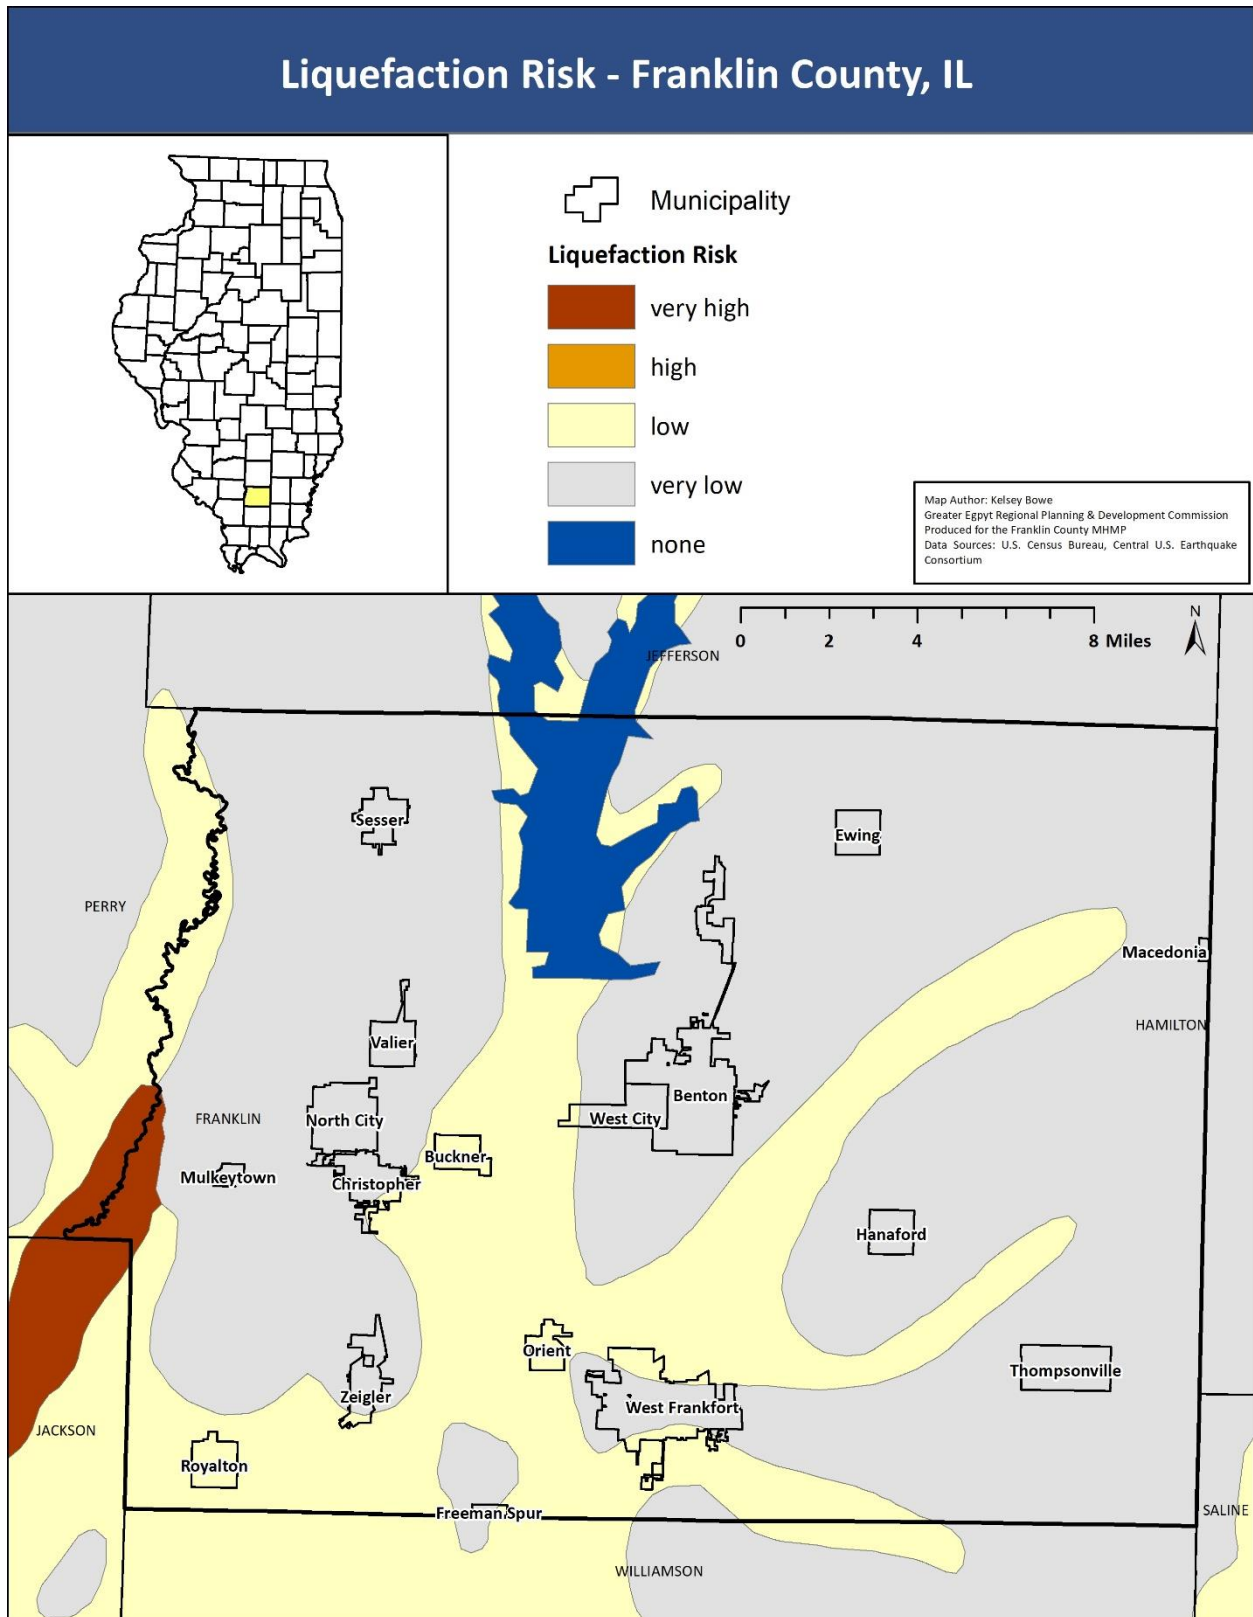 Liquefaction Risk - Franklin County, IL
Municipality
Liquefaction Risk
very high
high
low
very low
none
Map Author: Kelsey Bowe
Greater Egpyt Regional Planning & Development Commission
Produced for the Franklin County MHMP
Data Sources: U.S. Census Bureau, Central U.S. Earthquake
Consortium
N
0 2 4 8 Miles
JEFFERSON
Sesser
Ewing
PERRY
Macedonia
HAMILTON
Valier
Benton
FRANKLIN
North City
West City
Buckner
Mulkeytown
Christopher
Hanaford
Orient
Thompsonville
Zeigler
West Frankfort
JACKSON
Royalton
Freeman Spur
SALINE
WILLIAMSON